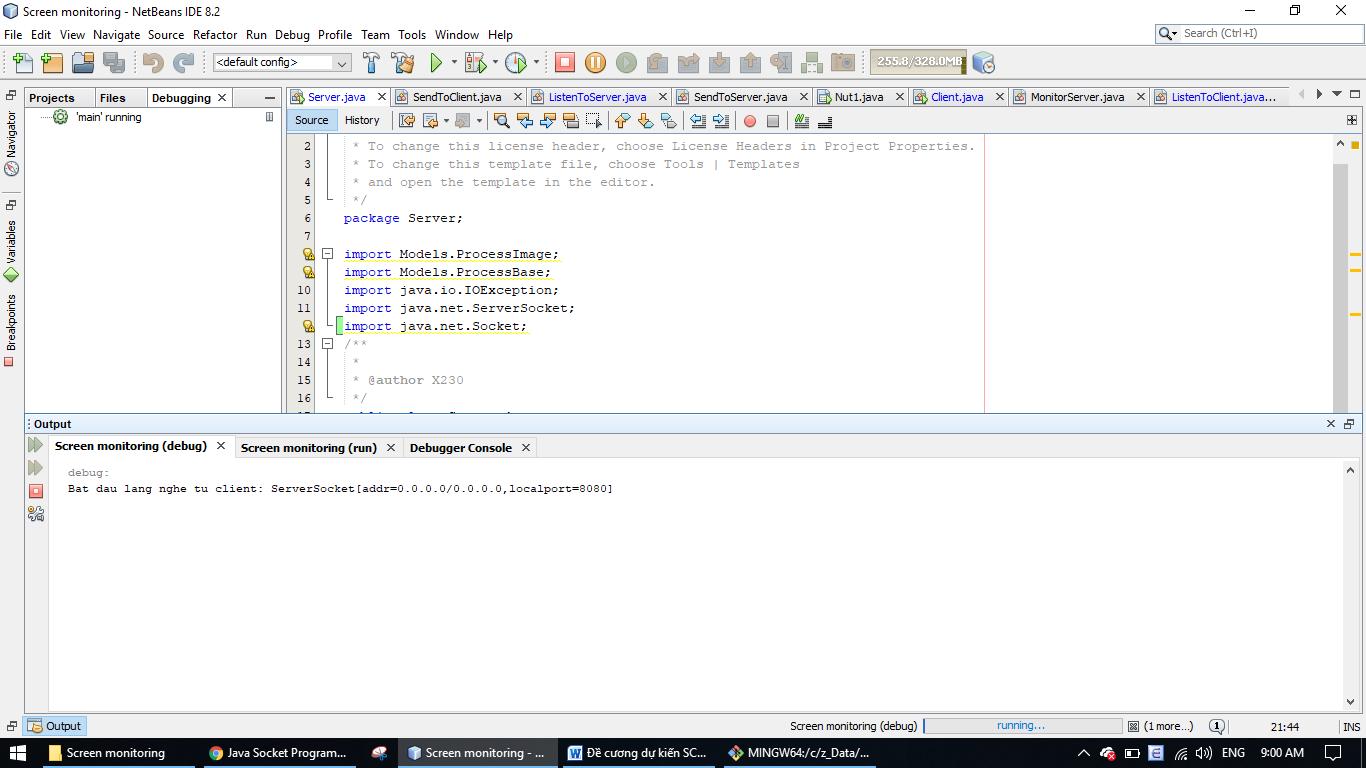 Screen monitoring - NetBeans IDE 8.2
File Edit View Navigate Source Refactor Run Debug Profile Team Tools Window Help
Search (Ctrl+I)
<default config>
255.8/328.0MB
Projects Files Debugging
Server.java SendToClient.java ListenToServer.java SendToServer.java Nut1.java Client.java MonitorServer.java ListenToClient.java...
'main' running
Source History
Navigator
Variables
Breakpoints
2 * To change this license header, choose License Headers in Project Properties.
3 * To change this template file, choose Tools | Templates
4 * and open the template in the editor.
5 */
6 package Server;
7
import Models.ProcessImage;
import Models.ProcessBase;
10 import java.io.IOException;
11 import java.net.ServerSocket;
import java.net.Socket;
13 /**
14 *
15 * @author X230
16 */
Output
Screen monitoring (debug) Screen monitoring (run) Debugger Console
debug:
Bat dau lang nghe tu client: ServerSocket[addr=0.0.0.0/0.0.0.0,localport=8080]
Output
Screen monitoring (debug) running... (1 more...) 1 21:44 INS
Screen monitoring Java Socket Program... Screen monitoring - ... Đề cương dự kiến SC... MINGW64:/c/z_Data/... ENG 9:00 AM